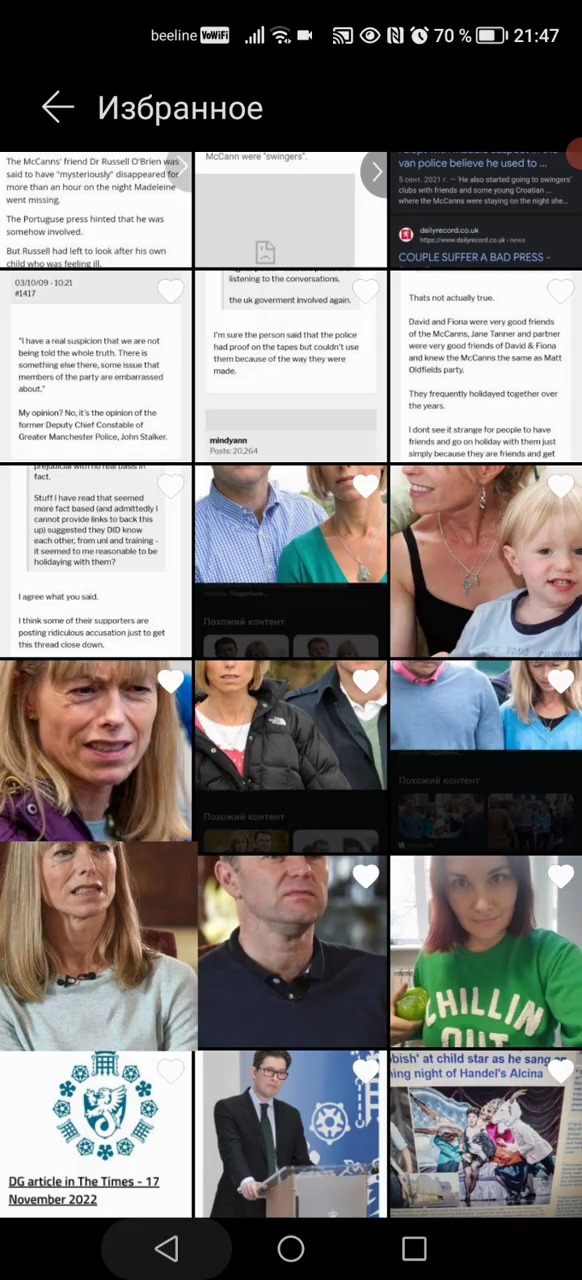 beeline VoWiFi 70 % 21:47
Избранное
The McCanns' friend Dr Russell O'Brien was
said to have "mysteriously" disappeared for
more than an hour on the night Madeleine
went missing.
The Portuguse press hinted that he was
somehow involved.
But Russell had left to look after his own
child who was feeling ill.
McCann were "swingers".
van police believe he used to ...
5 сент. 2021 г. — 'He also started going to swingers'
clubs with friends and some young Croatian ...
where the McCanns were staying on the night she...
dailyrecord.co.uk
https://www.dailyrecord.co.uk › news
COUPLE SUFFER A BAD PRESS -
03/10/09 - 10:21
#1417
"I have a real suspicion that we are not
being told the whole truth. There is
something else there, some issue that
members of the party are embarrassed
about."
My opinion? No, it's the opinion of the
former Deputy Chief Constable of
Greater Manchester Police, John Stalker.
listening to the conversations.
the uk goverment involved again.
I'm sure the person said that the police
had proof on the tapes but couldn't use
them because of the way they were
made.
mindyann
Posts: 20,264
Thats not actually true.
David and Fiona were very good friends
of the McCanns, Jane Tanner and partner
were very good friends of David & Fiona
and knew the McCanns the same as Matt
Oldfields party.
They frequently holidayed together over
the years.
I dont see it strange for people to have
friends and go on holiday with them just
simply because they are friends and get
prejudicial with no real basis in
fact.
Stuff I have read that seemed
more fact based (and admittedly I
cannot provide links to back this
up) suggested they DID know
each other, from uni and training -
it seemed to me reasonable to be
holidaying with them?
I agree what you said.
I think some of their supporters are
posting ridiculous accusation just to get
this thread close down.
Похожий контент
Похожий контент
Похожий контент
CHILLIN
OUT
DG article in The Times - 17
November 2022
bish' at child star as he sang an
ning night of Handel's Alcina